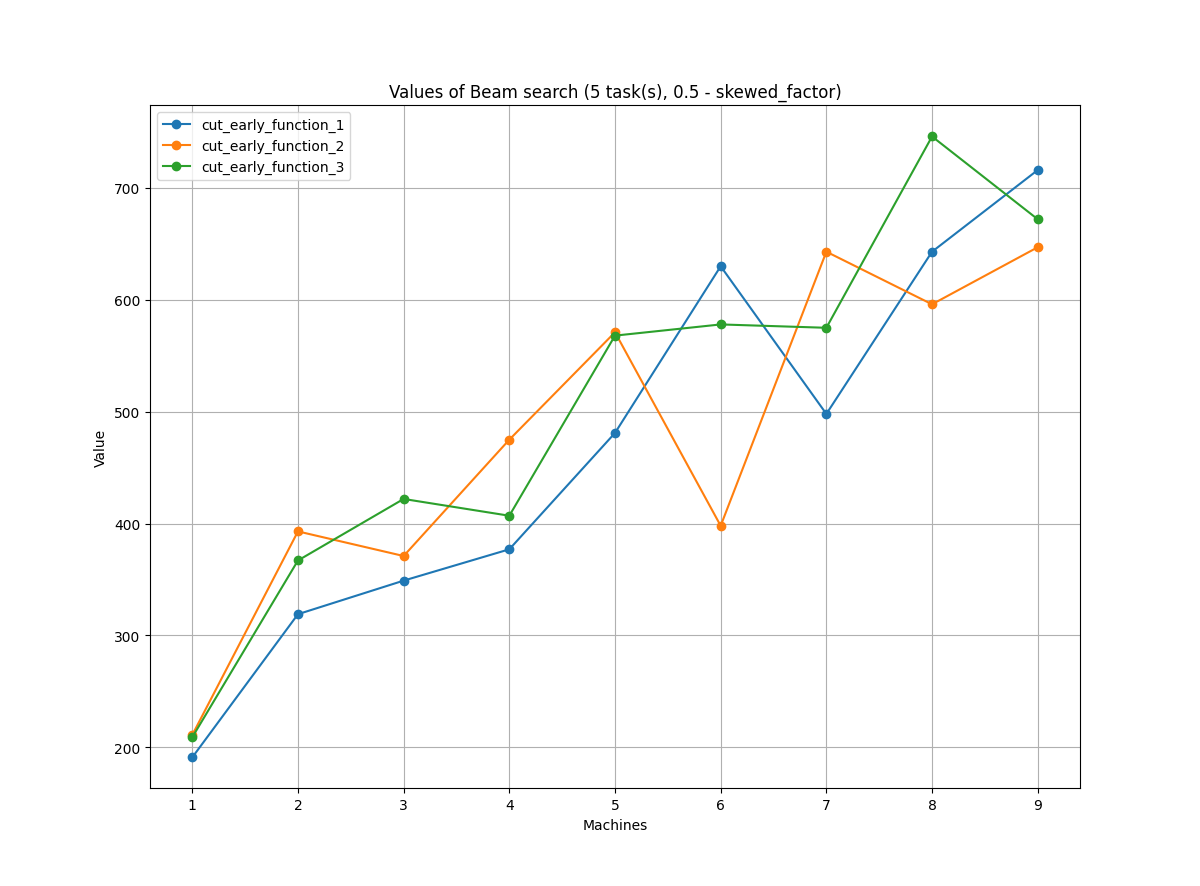 Values of Beam search (5 task(s), 0.5 - skewed_factor)
cut_early_function_1
cut_early_function_2
cut_early_function_3
700
600
500
400
300
200
Value
1 2 3 4 5 6 7 8 9
Machines